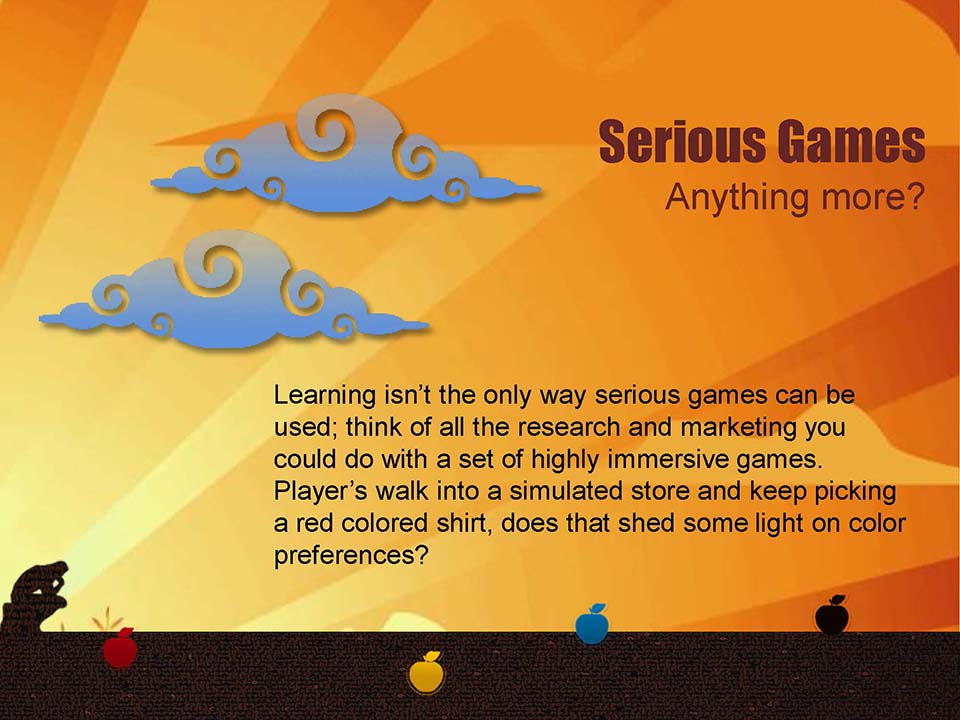 Serious Games
Anything more?
Learning isn’t the only way serious games can be
used; think of all the research and marketing you
could do with a set of highly immersive games.
Player’s walk into a simulated store and keep picking
a red colored shirt, does that shed some light on color
preferences?